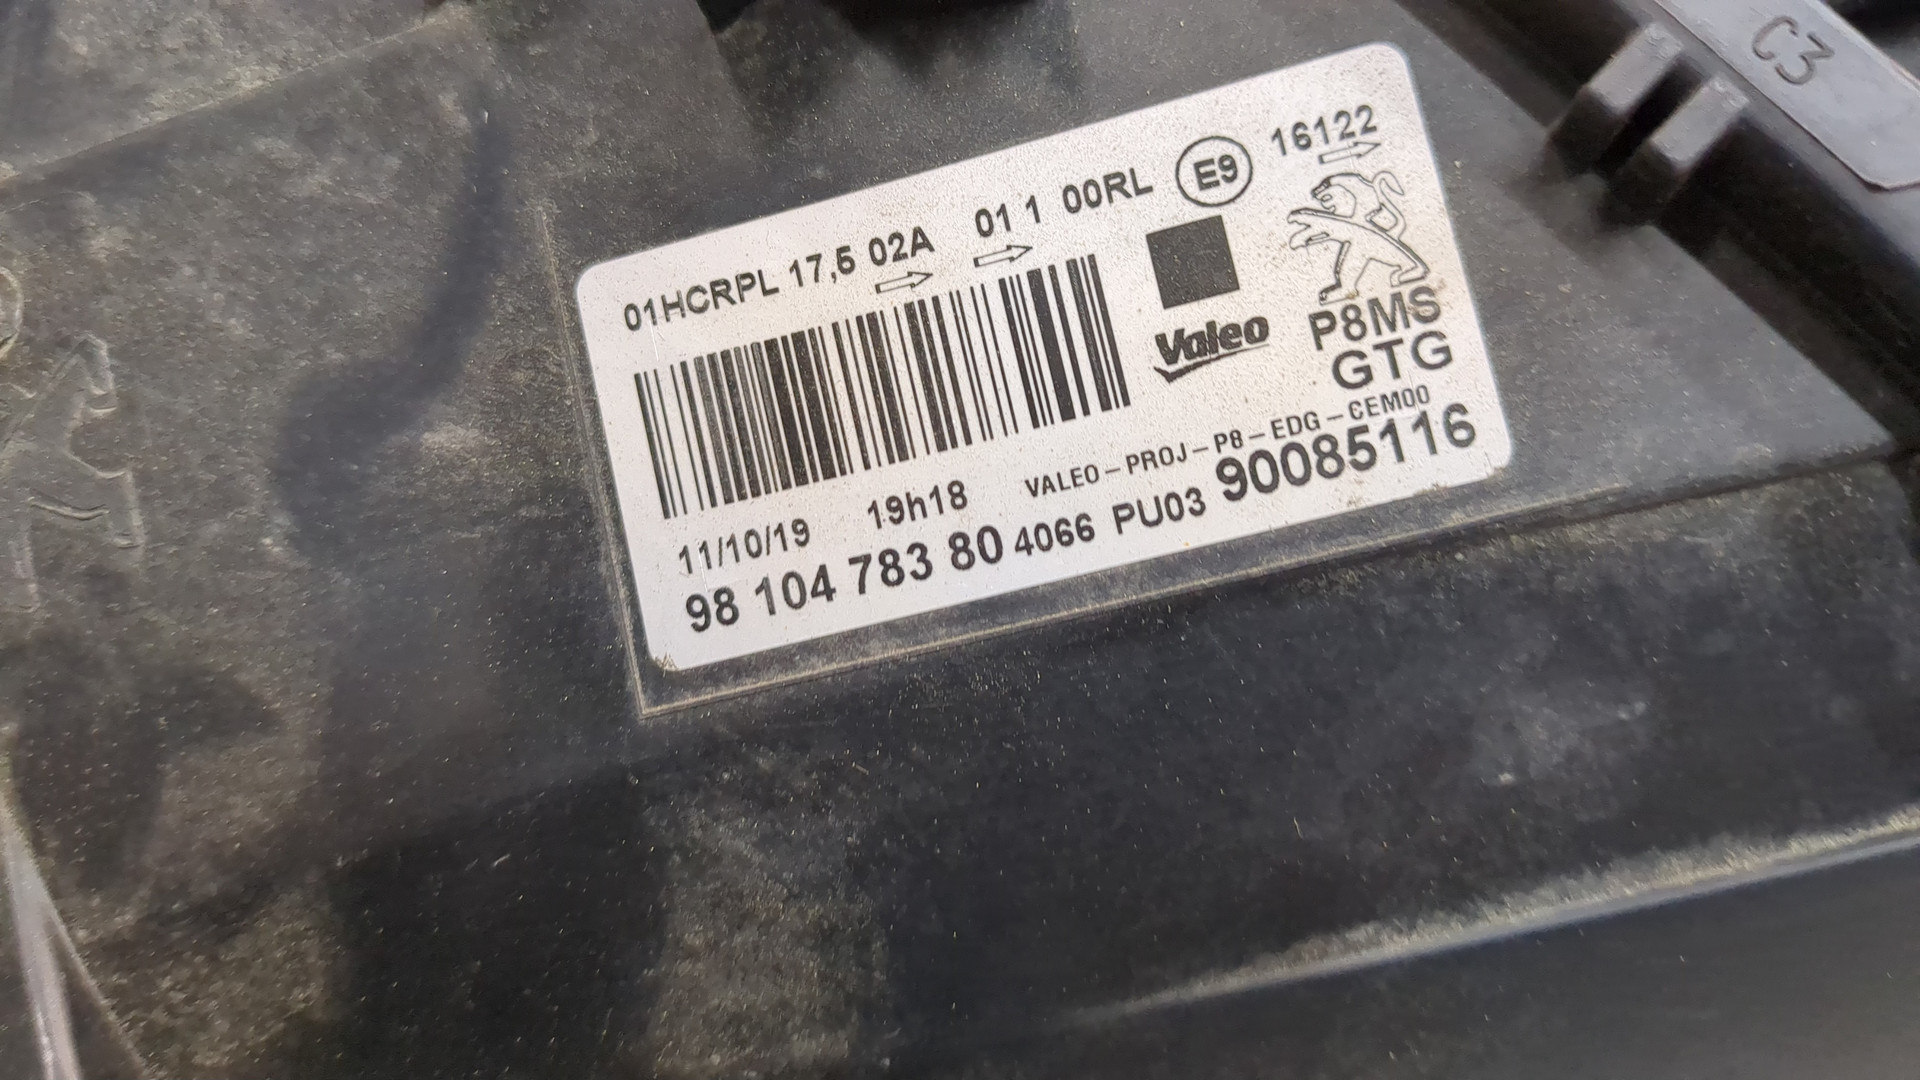 C3
01HCRPL 17,5 02A 01 1 00RL E9 16122
Valeo
P8MS
GTG
VALEO-PROJ-P8-EDG-CEM00
11/10/19 19h18
98 104 783 80 4066 PU03 90085116